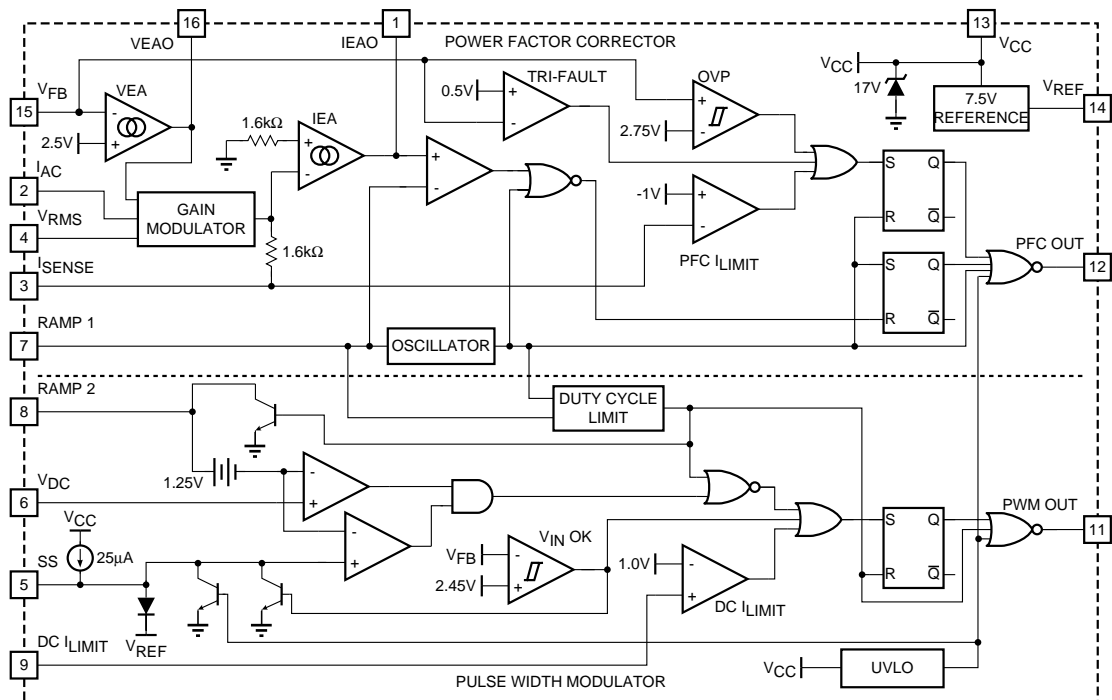 16
1
13
VEAO
IEAO
POWER FACTOR CORRECTOR
VCC
VFB
VEA
TRI-FAULT
OVP
VCC
17V
VREF
15
0.5V
7.5V
REFERENCE
14
2.5V
-
+
1.6kΩ
IEA
+
-
+
-
+
-
2.75V
IAC
2
VRMS
4
GAIN
MODULATOR
+
-
-1V
+
-
S
Q
R
Q
1.6kΩ
ISENSE
3
PFC ILIMIT
S
Q
R
Q
PFC OUT
12
RAMP 1
7
OSCILLATOR
RAMP 2
8
DUTY CYCLE
LIMIT
1.25V
-
+
VDC
6
VCC
25µA
SS
5
-
+
VFB
-
2.45V
+
VIN OK
1.0V
-
+
DC ILIMIT
S
Q
R
Q
PWM OUT
11
VREF
DC ILIMIT
9
VCC
UVLO
PULSE WIDTH MODULATOR